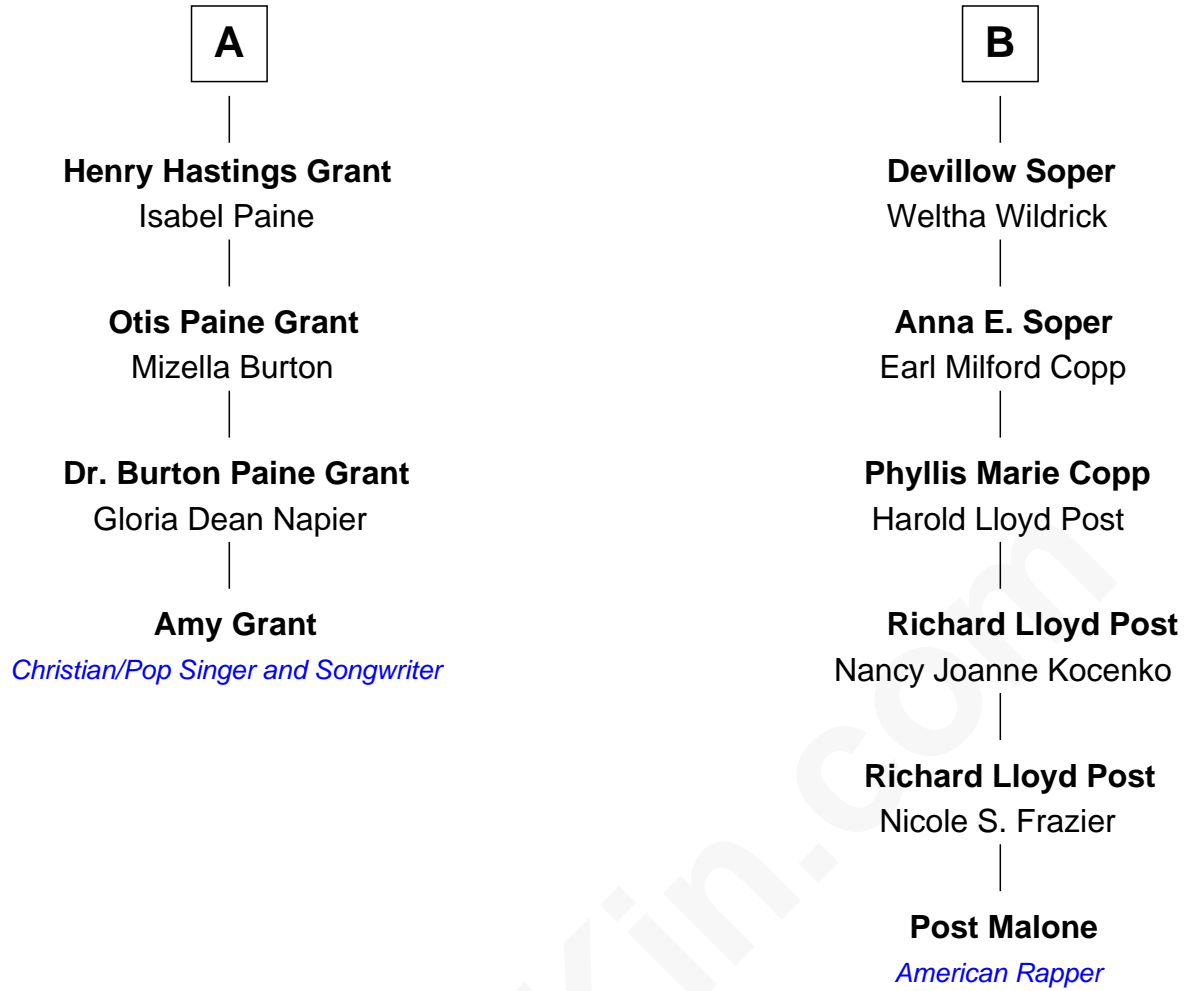 A
Henry Hastings Grant
Isabel Paine
Otis Paine Grant
Mizella Burton
Dr. Burton Paine Grant
Gloria Dean Napier
Amy Grant
Christian/Pop Singer and Songwriter
B
Devillow Soper
Weltha Wildrick
Anna E. Soper
Earl Milford Copp
Phyllis Marie Copp
Harold Lloyd Post
Richard Lloyd Post
Nancy Joanne Kocenko
Richard Lloyd Post
Nicole S. Frazier
Post Malone
American Rapper
Kin.com